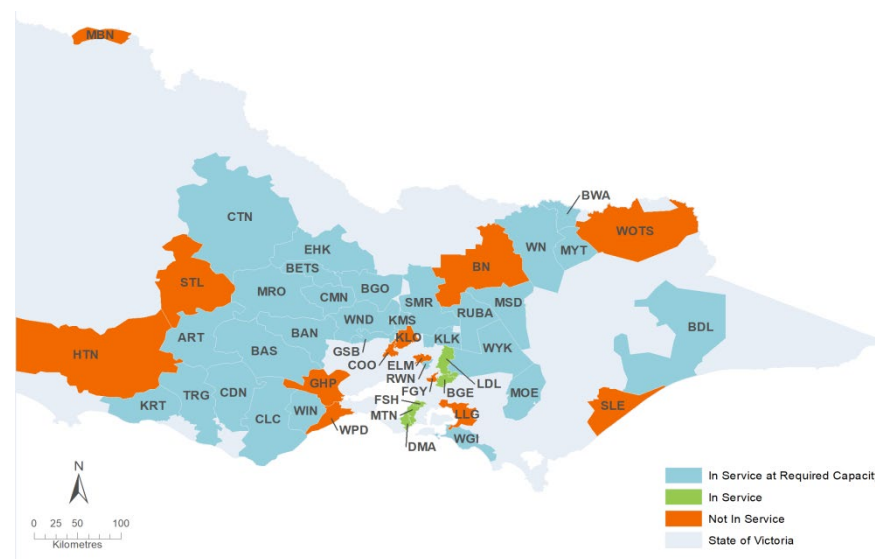 MBN
CTN
BWA
WOTS
WN
MYT
EHK
BETS
BN
STL
MRO
BGO
CMN
SMR
MSD
RUBA
WND
KMS
BDL
ART
BAN
KLO
KLK
WYK
HTN
BAS
GSB
COO
ELM
RWN
LDL
GHP
FGY
BGE
MOE
TRG
CDN
FSH
SLE
KRT
CLC
WIN
MTN
LLG
WPD
DMA
WGI
N
0 25 50 100
Kilometres
In Service at Required Capacit
In Service
Not In Service
State of Victoria